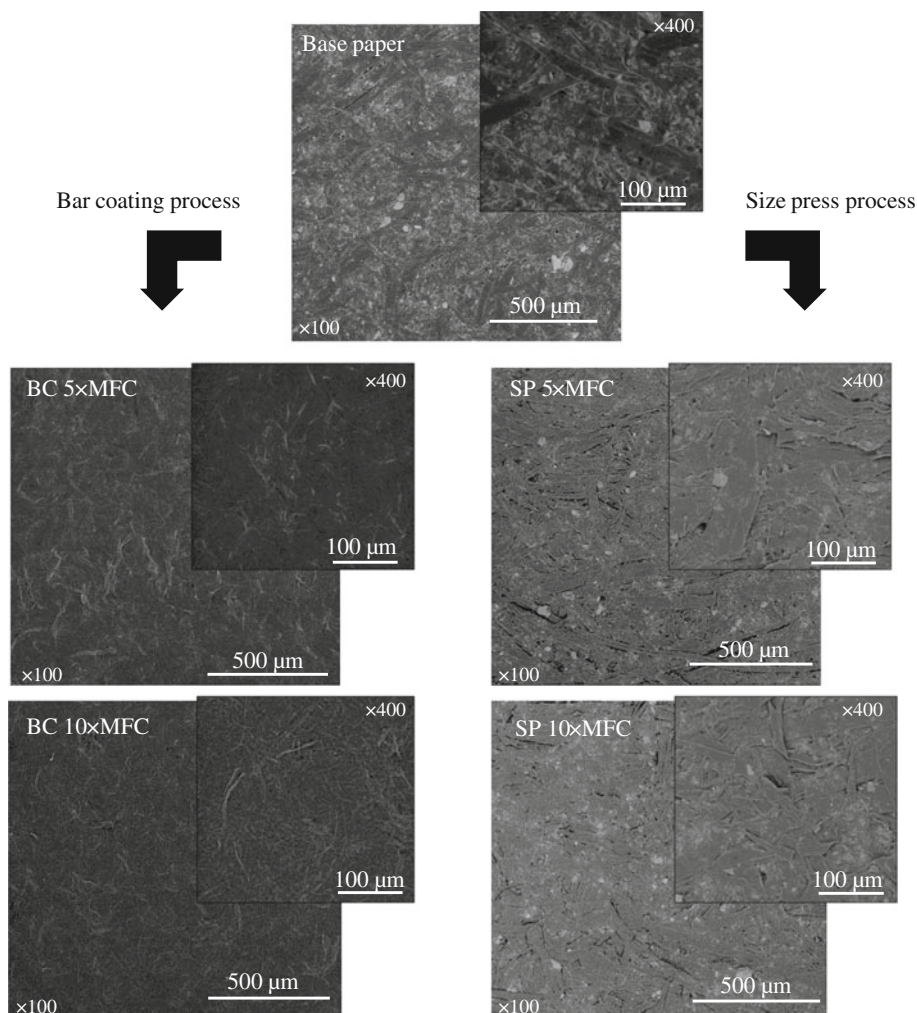 Base paper
×400
100 µm
Bar coating process
Size press process
500 µm
×100
BC 5×MFC
×400
100 µm
500 µm
×100
SP 5×MFC
×400
100 µm
500 µm
×100
BC 10×MFC
×400
100 µm
500 µm
×100
SP 10×MFC
×400
100 µm
500 µm
×100